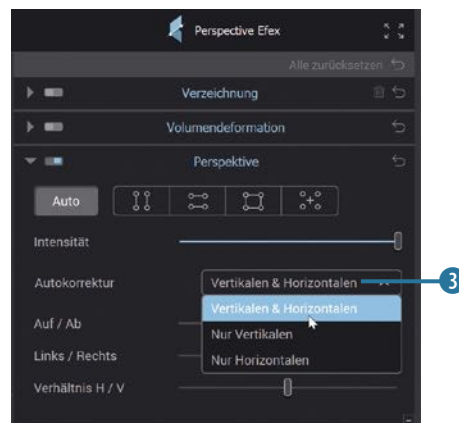 Perspective Efex
Alle zurücksetzen
Verzeichnung
Volumendeformation
Perspektive
Auto
Intensität
Autokorrektur Vertikalen & Horizontalen 3
Vertikalen & Horizontalen
Auf / Ab
Nur Vertikalen
Links / Rechts
Nur Horizontalen
Verhältnis H / V